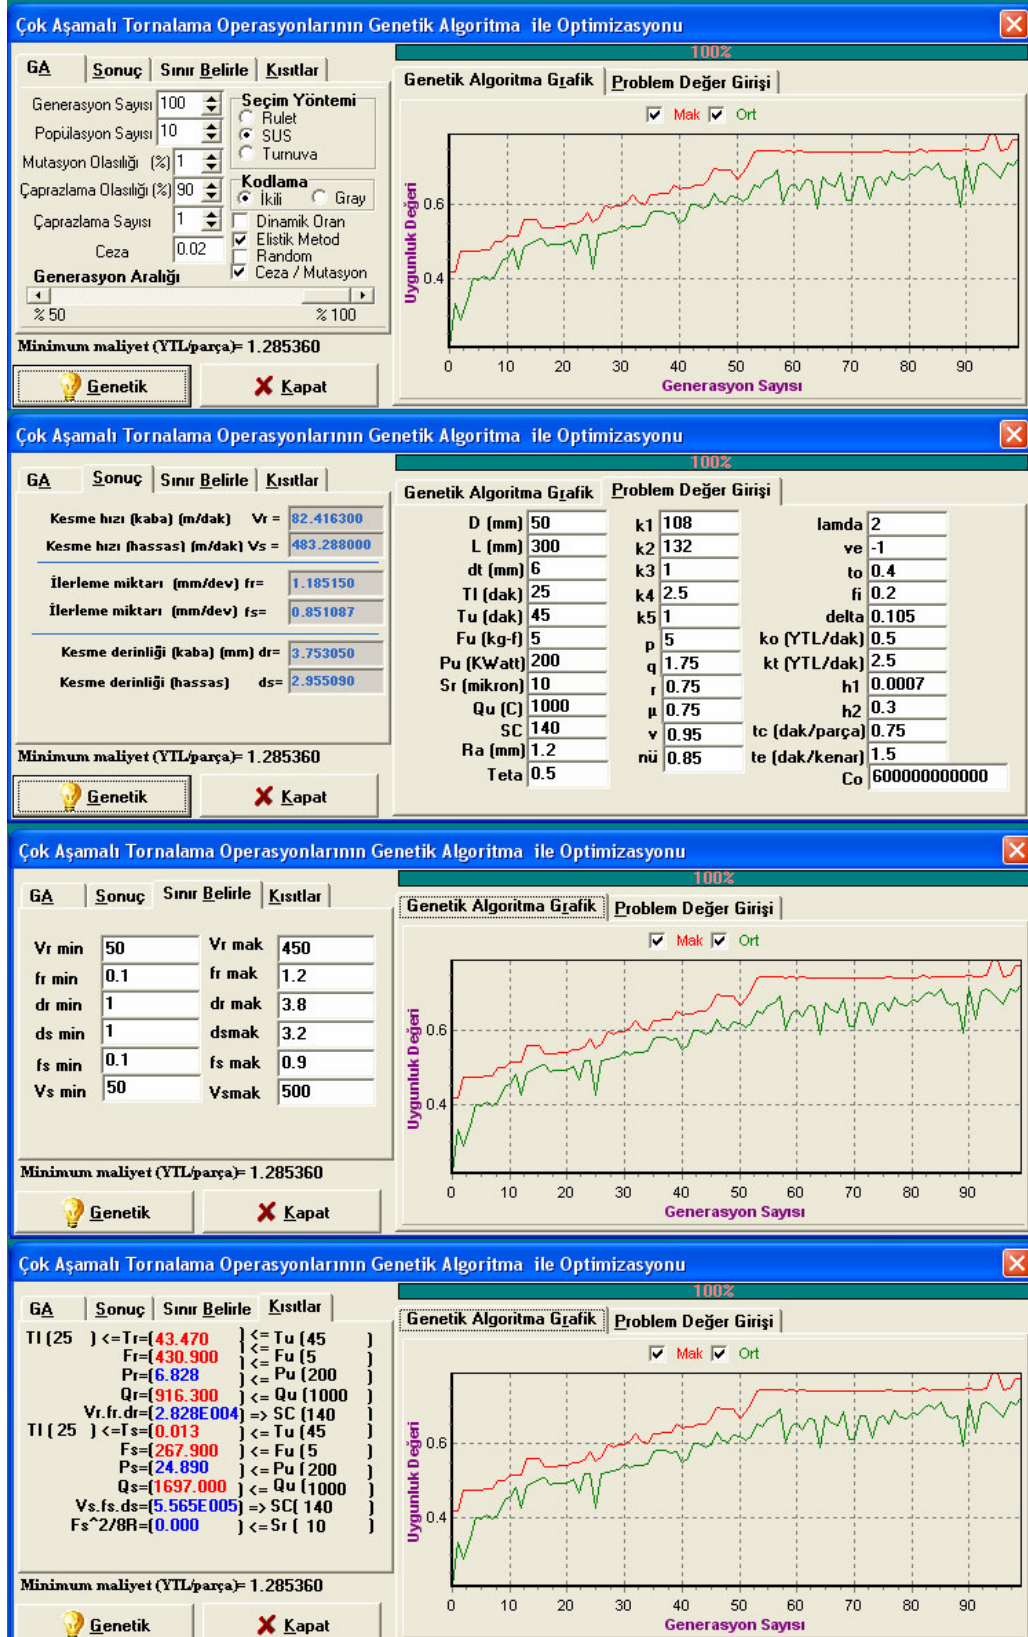 Çok Aşamalı Tornalama Operasyonlarının Genetik Algoritma ile Optimizasyonu
100%
GA Sonuç Sınır Belirle Kısıtlar
Genetik Algoritma Grafik Problem Değer Girişi
Generasyon Sayısı 100
Popülasyon Sayısı 10
Mutasyon Olasılığı (%) 1
Çaprazlama Olasılığı (%) 90
Çaprazlama Sayısı 1
Ceza 0.02
Seçim Yöntemi
Rulet
SUS
Turnuva
Kodlama
İkili Gray
Dinamik Oran
Elistik Metod
Random
Ceza / Mutasyon
Generasyon Aralığı
% 50 % 100
Minimum maliyet (YTL/parça)= 1.285360
Genetik Kapat
Mak Ort
Uygunluk Değeri
0.6
0.4
0 10 20 30 40 50 60 70 80 90
Generasyon Sayısı
Çok Aşamalı Tornalama Operasyonlarının Genetik Algoritma ile Optimizasyonu
100%
GA Sonuç Sınır Belirle Kısıtlar
Genetik Algoritma Grafik Problem Değer Girişi
Kesme hızı (kaba) (m/dak) Vr = 82.416300
Kesme hızı (hassas) (m/dak) Vs = 483.288000
İlerleme miktarı (mm/dev) fr= 1.185150
İlerleme miktarı (mm/dev) fs= 0.851087
Kesme derinliği (kaba) (mm) dr= 3.753050
Kesme derinliği (hassas) ds= 2.955090
Minimum maliyet (YTL/parça)= 1.285360
Genetik Kapat
D (mm) 50
L (mm) 300
dt (mm) 6
Tl (dak) 25
Tu (dak) 45
Fu (kg-f) 5
Pu (KWatt) 200
Sr (mikron) 10
Qu (C) 1000
SC 140
Ra (mm) 1.2
Teta 0.5
k1 108
k2 132
k3 1
k4 2.5
k5 1
p 5
q 1.75
r 0.75
µ 0.75
v 0.95
nü 0.85
lamda 2
ve -1
to 0.4
fi 0.2
delta 0.105
ko (YTL/dak) 0.5
kt (YTL/dak) 2.5
h1 0.0007
h2 0.3
tc (dak/parça) 0.75
te (dak/kenar) 1.5
Co 600000000000
Çok Aşamalı Tornalama Operasyonlarının Genetik Algoritma ile Optimizasyonu
100%
GA Sonuç Sınır Belirle Kısıtlar
Genetik Algoritma Grafik Problem Değer Girişi
Vr min 50 Vr mak 450
fr min 0.1 fr mak 1.2
dr min 1 dr mak 3.8
ds min 1 dsmak 3.2
fs min 0.1 fs mak 0.9
Vs min 50 Vsmak 500
Minimum maliyet (YTL/parça)= 1.285360
Genetik Kapat
Mak Ort
Uygunluk Değeri
0.6
0.4
0 10 20 30 40 50 60 70 80 90
Generasyon Sayısı
Çok Aşamalı Tornalama Operasyonlarının Genetik Algoritma ile Optimizasyonu
100%
GA Sonuç Sınır Belirle Kısıtlar
Genetik Algoritma Grafik Problem Değer Girişi
Tl (25 ) <=Tr=(43.470 ) <= Tu (45 )
Fr=(430.900 ) <= Fu (5 )
Pr=(6.828 ) <= Pu (200 )
Qr=(916.300 ) <= Qu (1000 )
Vr.fr.dr=(2.828E004) => SC (140 )
Tl ( 25 ) <=Ts=(0.013 ) <= Tu (45 )
Fs=(267.900 ) <= Fu (5 )
Ps=(24.890 ) <= Pu ( 200 )
Qs=(1697.000 ) <= Qu (1000 )
Vs.fs.ds=(5.565E005) => SC( 140 )
Fs^2/8R=(0.000 ) <= Sr ( 10 )
Minimum maliyet (YTL/parça)= 1.285360
Genetik Kapat
Mak Ort
Uygunluk Değeri
0.6
0.4
0 10 20 30 40 50 60 70 80 90
Generasyon Sayısı